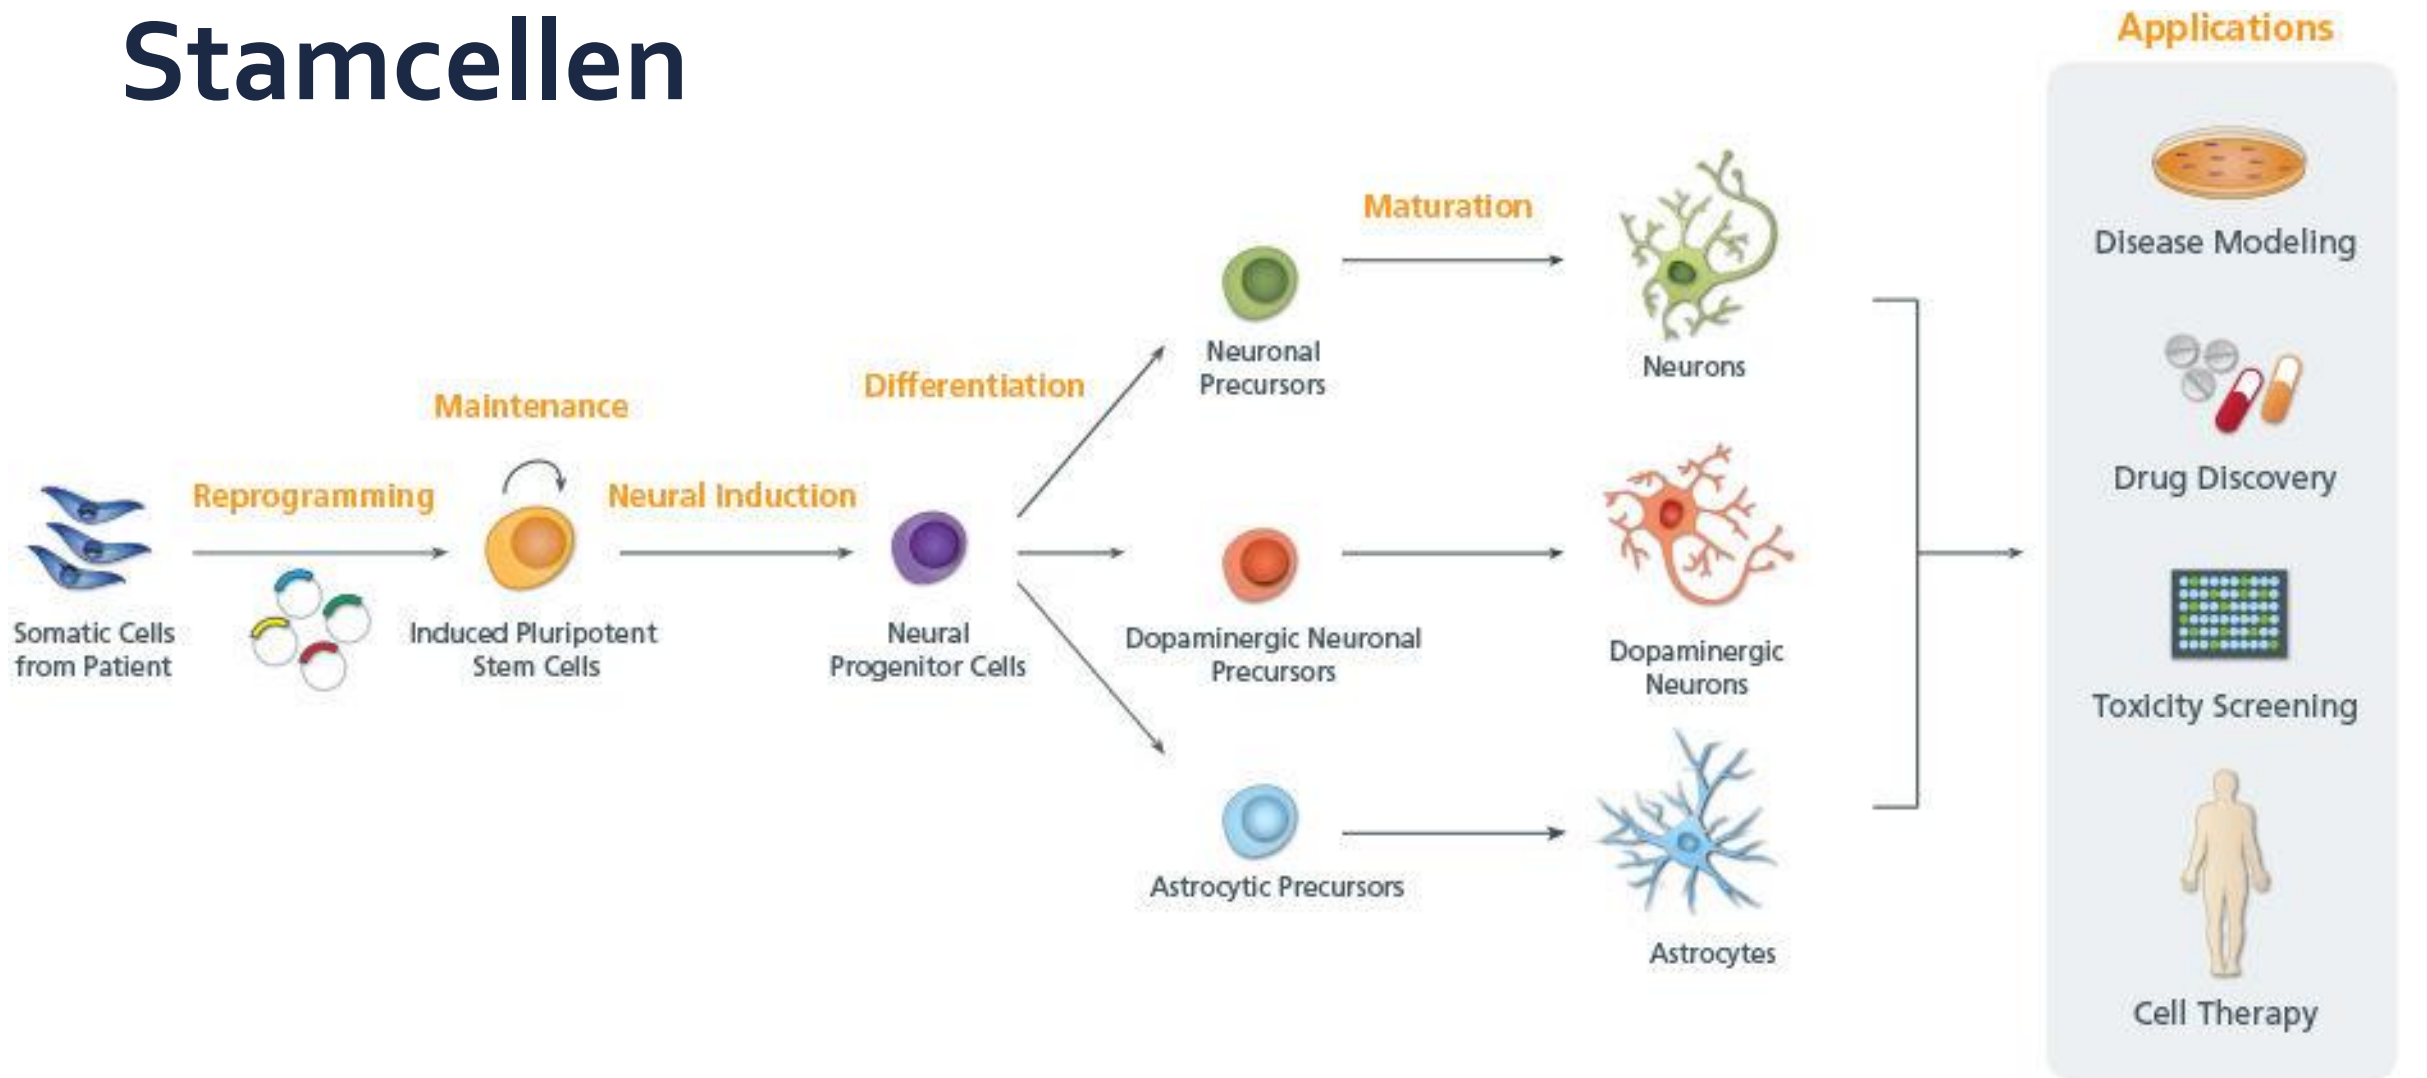 Stamcellen
Applications
Disease Modeling
Drug Discovery
Toxicity Screening
Cell Therapy
Somatic Cells
from Patient
Reprogramming
Maintenance
Induced Pluripotent
Stem Cells
Neural Induction
Neural
Progenitor Cells
Differentiation
Neuronal
Precursors
Maturation
Neurons
Dopaminergic Neuronal
Precursors
Dopaminergic
Neurons
Astrocytic Precursors
Astrocytes